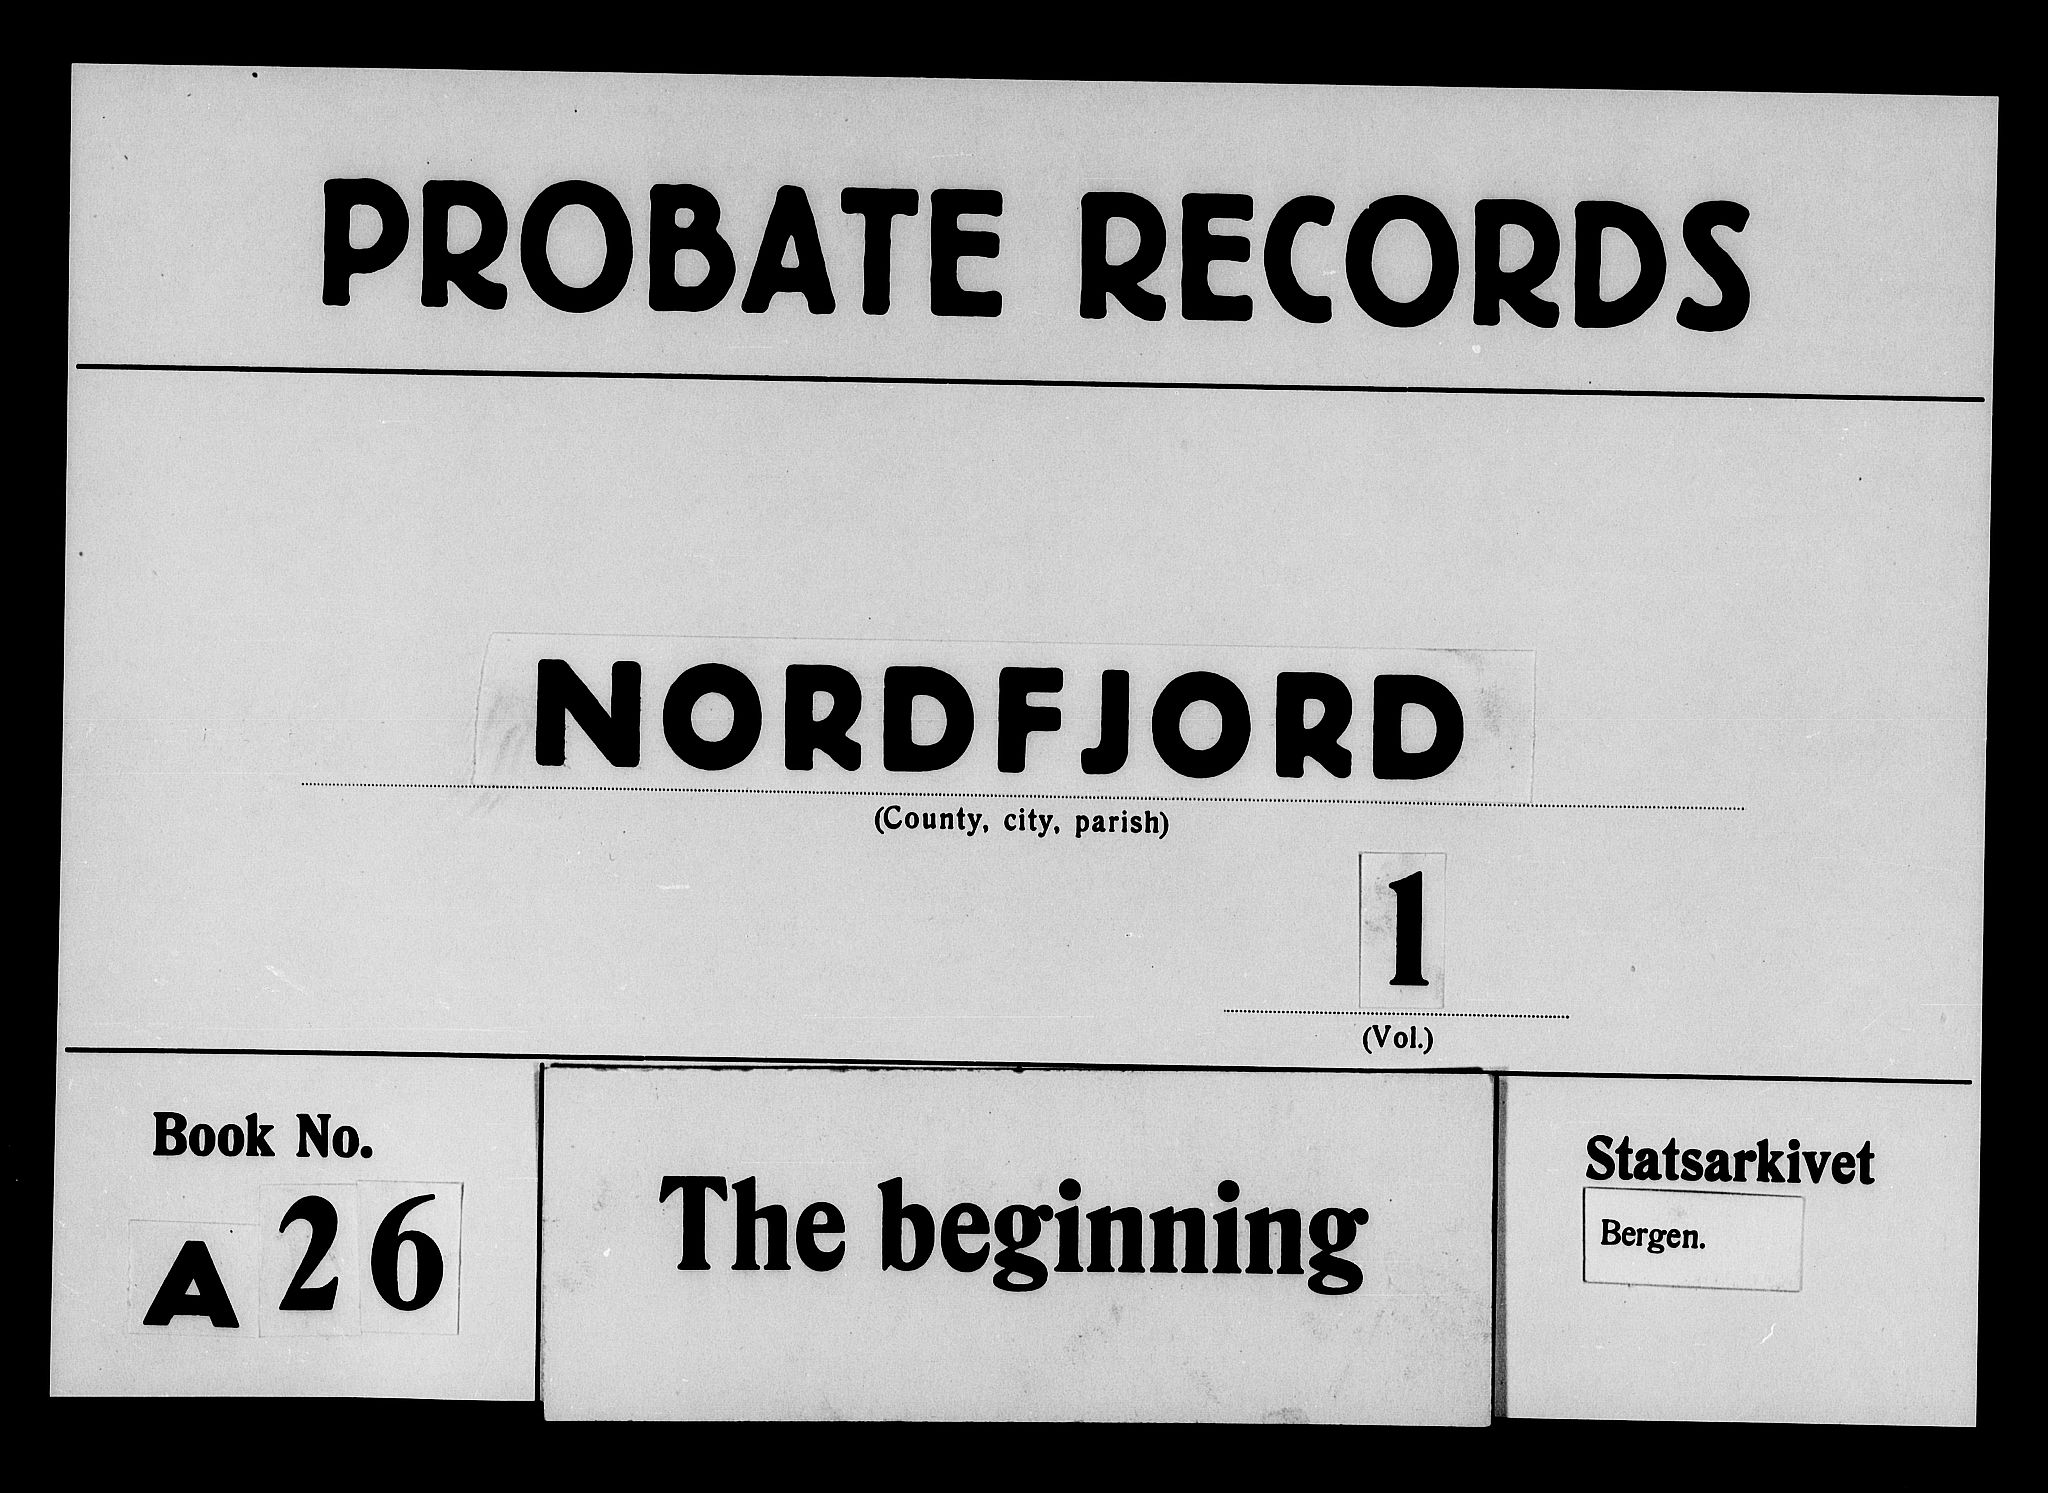 PROBATE RECORDS
NORDFJORD
(County, city, parish)
1
(Vol.)
Book No.
A 26
The beginning
Statsarkivet
Bergen.